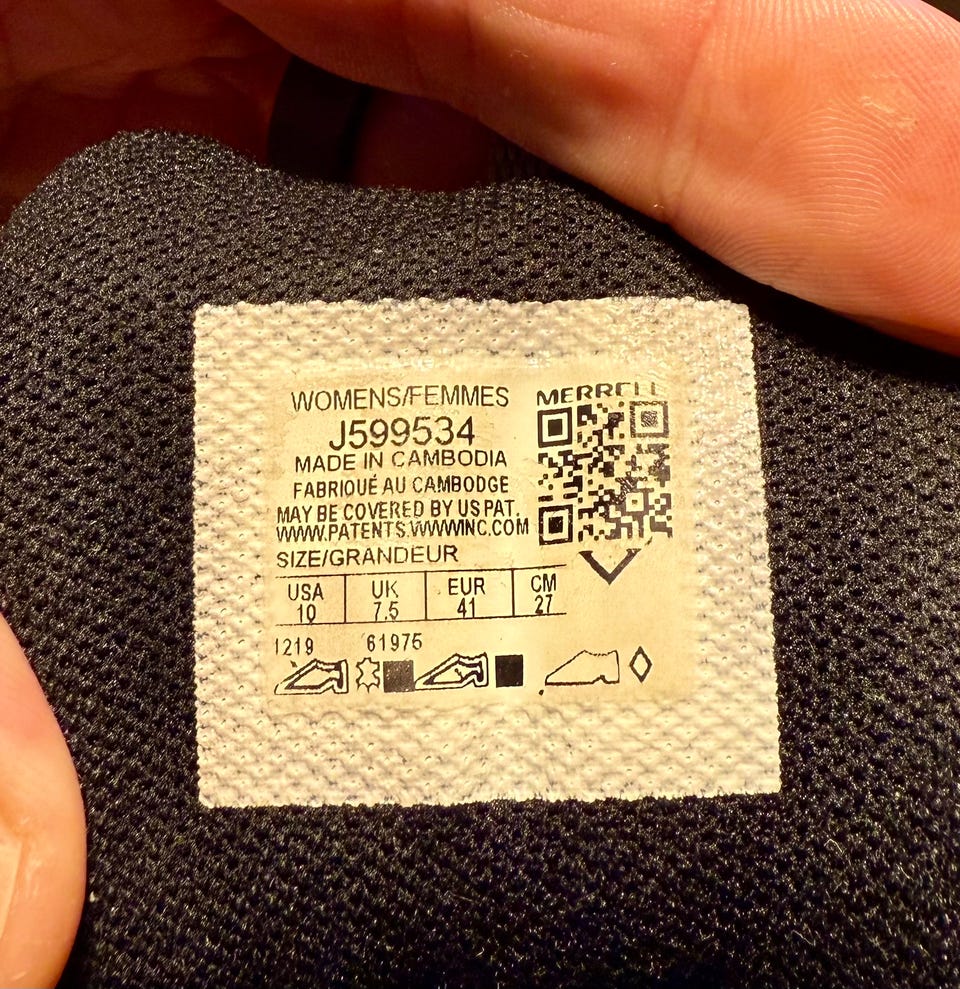 WOMENS/FEMMES
J599534
MADE IN CAMBODIA
FABRIQUÉ AU CAMBODGE
MAY BE COVERED BY US PAT.
WWW.PATENTS.WWWINC.COM
MERRELL
SIZE/GRANDEUR
USA UK EUR CM
10 7.5 41 27
1219 61975